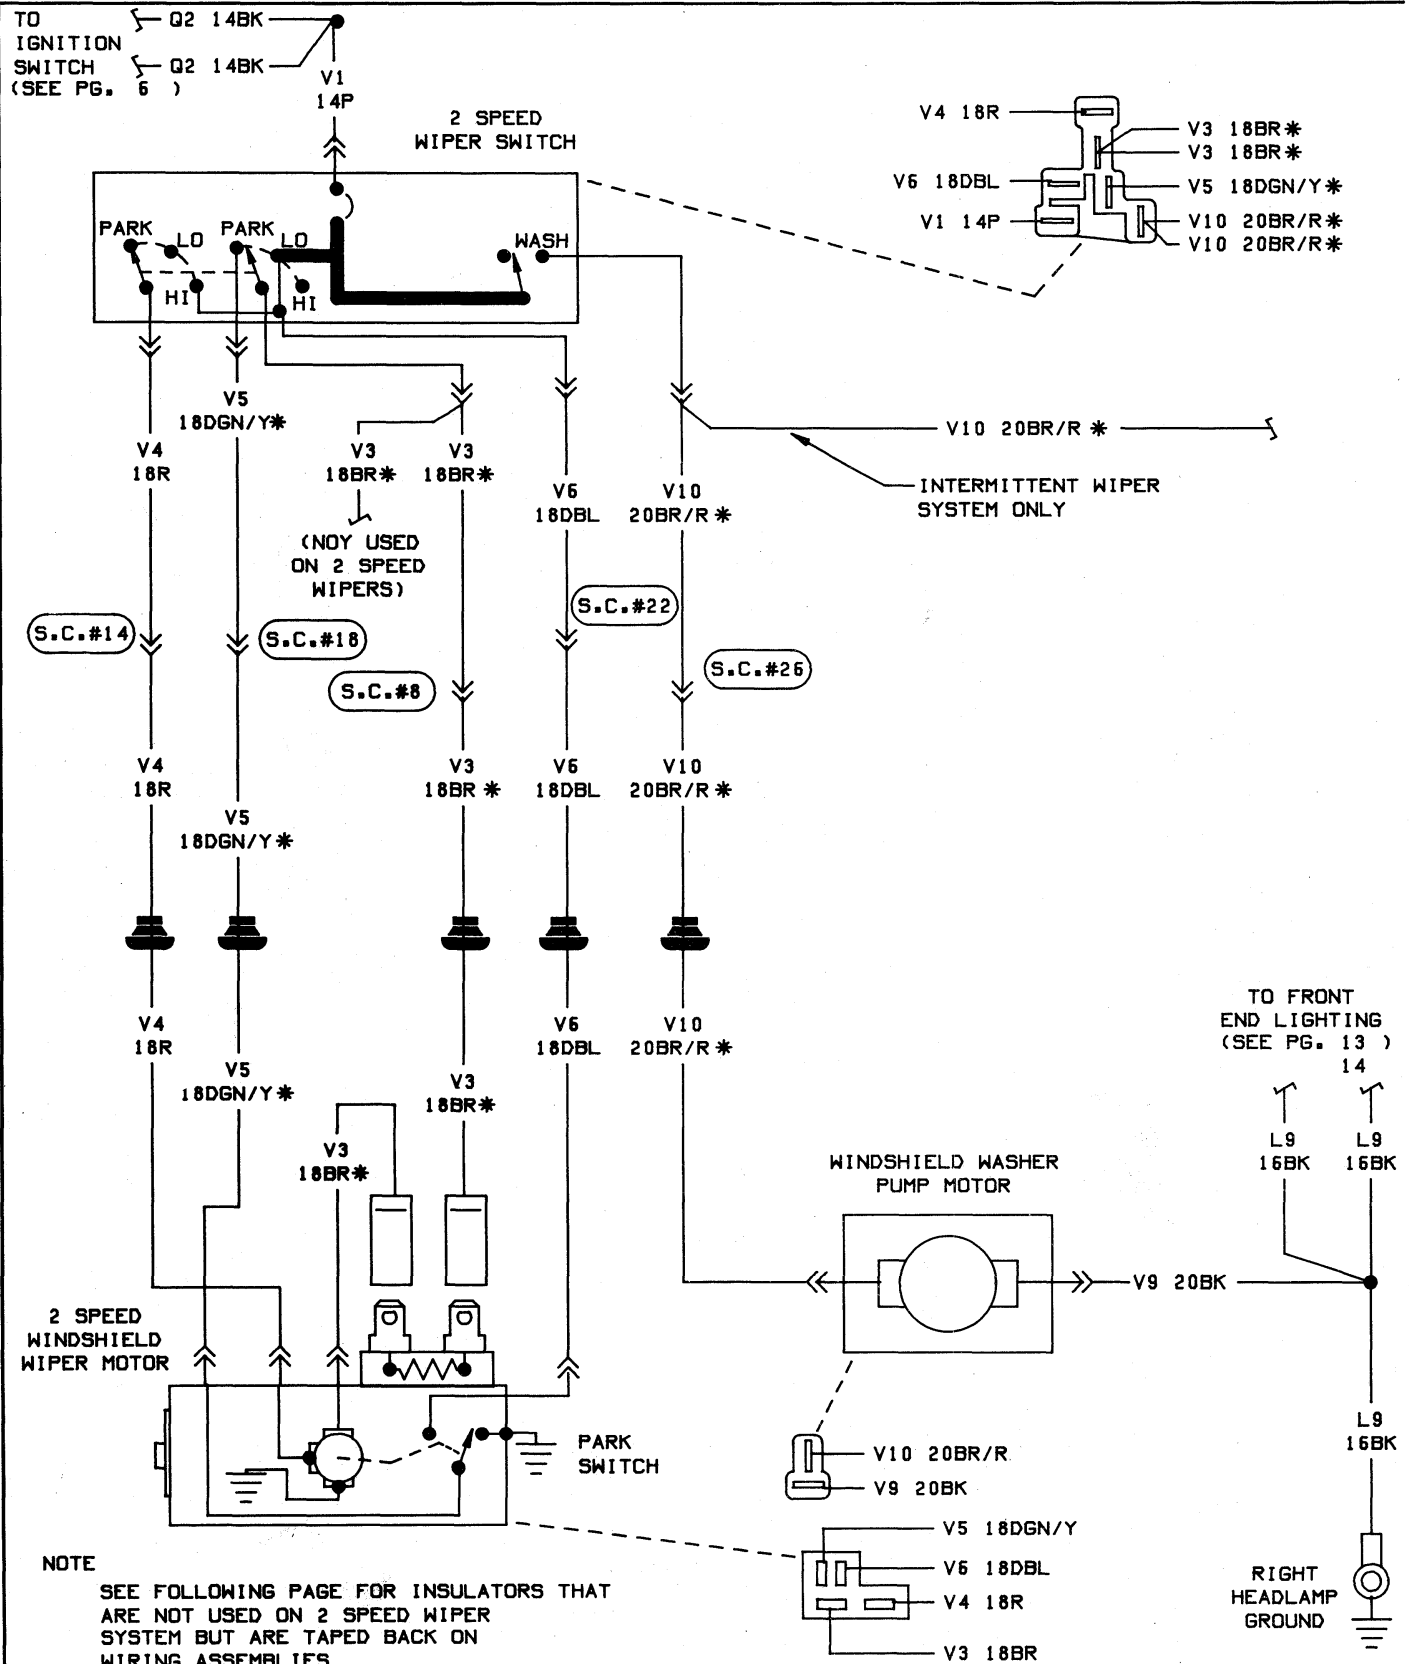 TO
IGNITION
SWITCH
(SEE PG. 6 )
Q2 14BK
Q2 14BK
V1
14P
2 SPEED
WIPER SWITCH
PARK
LO
HI
PARK
LO
HI
WASH
V4 18R
V3 18BR*
V3 18BR*
V6 18DBL
V5 18DGN/Y*
V1 14P
V10 20BR/R*
V10 20BR/R*
V5
18DGN/Y*
V4
18R
V3
18BR*
V3
18BR*
V10 20BR/R *
INTERMITTENT WIPER
SYSTEM ONLY
V6
18DBL
V10
20BR/R *
(NOY USED
ON 2 SPEED
WIPERS)
S.C.#14
S.C.#18
S.C.#8
S.C.#22
S.C.#26
V4
18R
V5
18DGN/Y*
V3
18BR *
V6
18DBL
V10
20BR/R *
V4
18R
V5
18DGN/Y*
V3
18BR*
V3
18BR*
V6
18DBL
V10
20BR/R *
TO FRONT
END LIGHTING
(SEE PG. 13 )
14
L9
16BK
L9
16BK
WINDSHIELD WASHER
PUMP MOTOR
V9 20BK
2 SPEED
WINDSHIELD
WIPER MOTOR
PARK
SWITCH
V10 20BR/R
V9 20BK
L9
16BK
V5 18DGN/Y
V6 18DBL
V4 18R
V3 18BR
RIGHT
HEADLAMP
GROUND
NOTE
SEE FOLLOWING PAGE FOR INSULATORS THAT
ARE NOT USED ON 2 SPEED WIPER
SYSTEM BUT ARE TAPED BACK ON
WIRING ASSEMBLIES